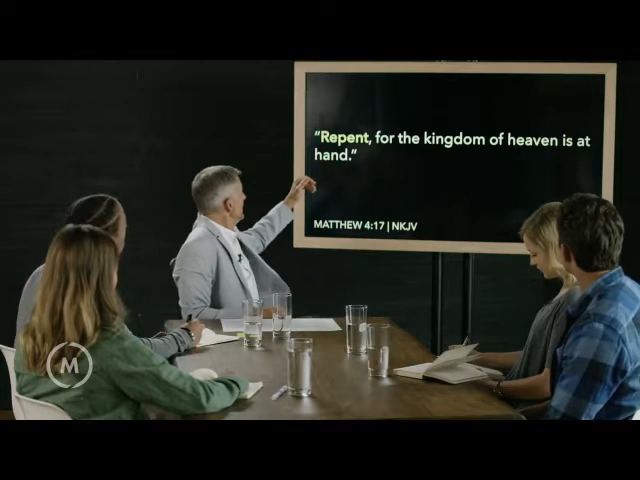 "Repent, for the kingdom of heaven is at
hand."
MATTHEW 4:17 | NKJV
M